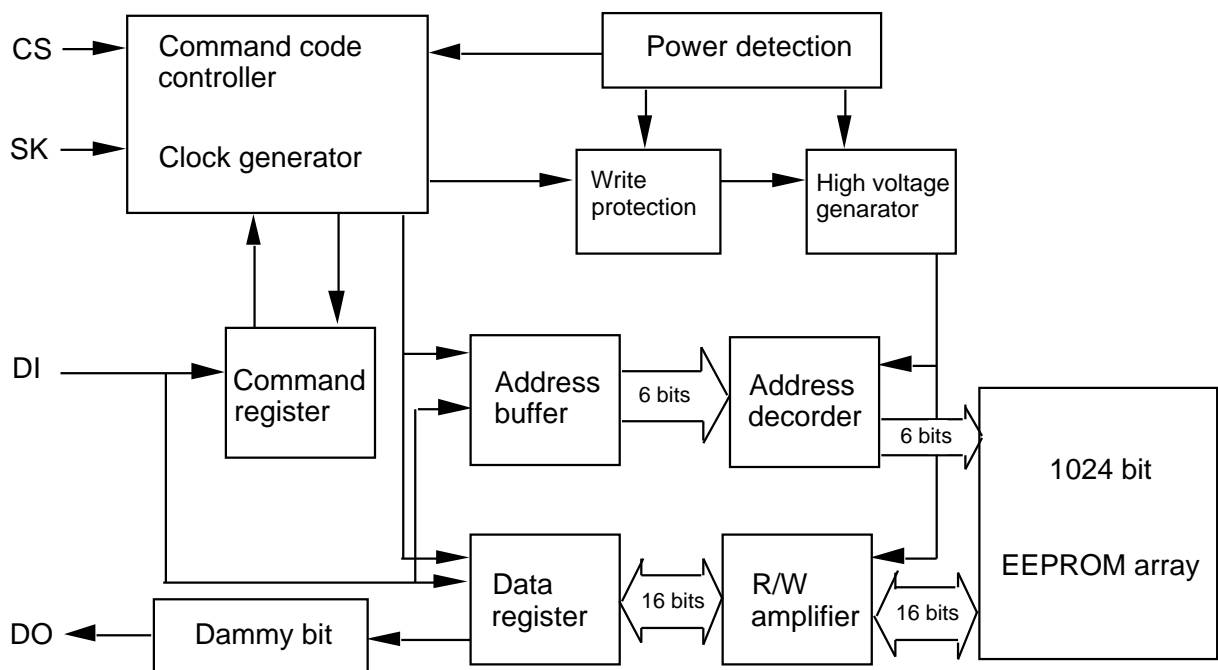 CS
Command code
controller
Power detection
SK
Clock generator
Write
protection
High voltage
genarator
DI
Command
register
Address
buffer
6 bits
Address
decorder
6 bits
1024 bit
EEPROM array
Data
register
16 bits
R/W
amplifier
16 bits
DO
Dammy bit